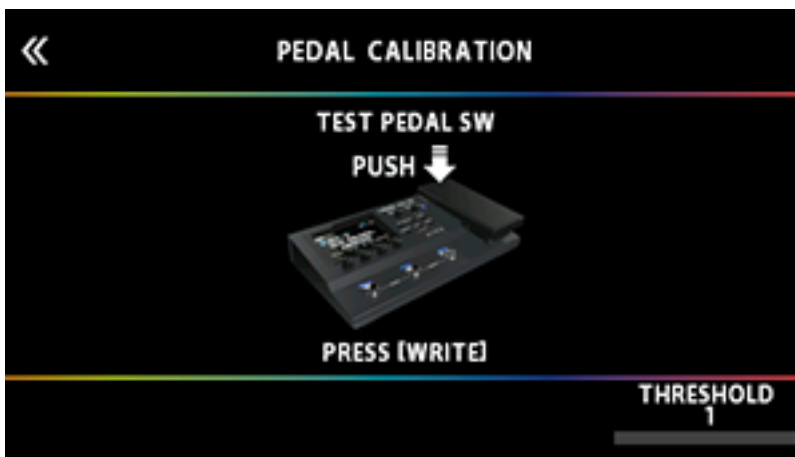 PEDAL CALIBRATION
TEST PEDAL SW
PUSH
PRESS [WRITE]
THRESHOLD
1